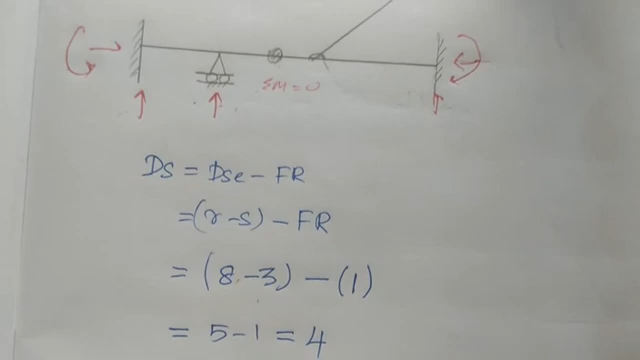 ΣM=0
Ds = Dse - FR
= (r-s) - FR
= (8-3) - (1)
= 5-1 = 4